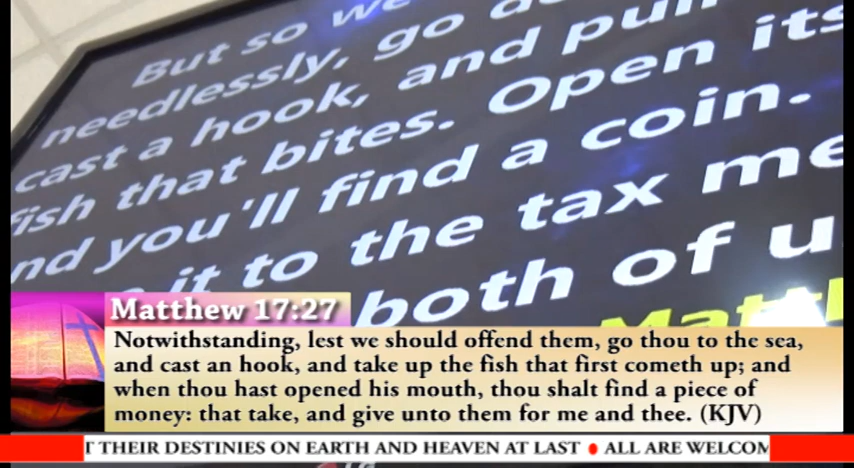 But so we
needlessly, go
cast a hook, and pull
fish that bites. Open its
nd you'll find a coin.
it to the tax me
both of u
Matt
Matthew 17:27
Notwithstanding, lest we should offend them, go thou to the sea,
and cast an hook, and take up the fish that first cometh up; and
when thou hast opened his mouth, thou shalt find a piece of
money: that take, and give unto them for me and thee. (KJV)
T THEIR DESTINIES ON EARTH AND HEAVEN AT LAST • ALL ARE WELCOM